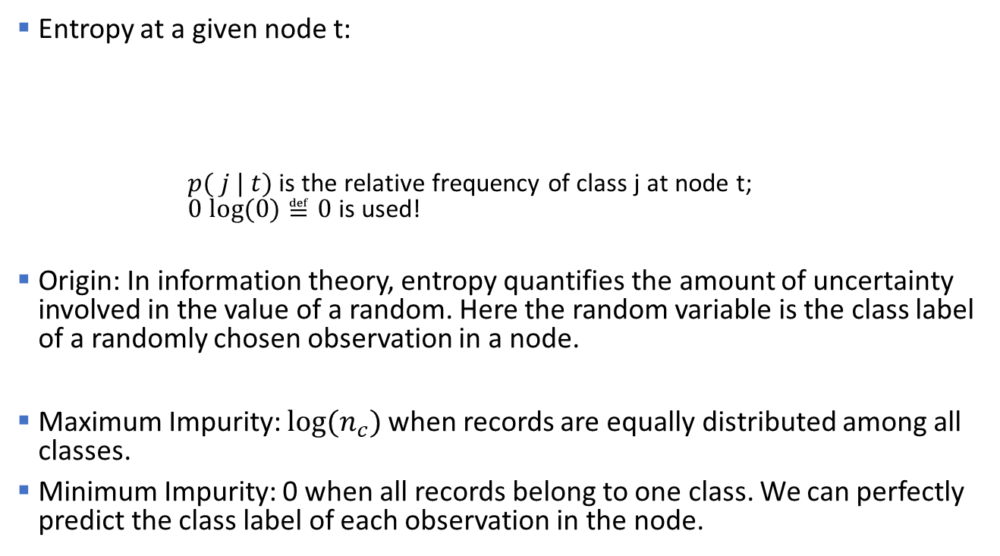 ▪ Entropy at a given node t:
p( j | t) is the relative frequency of class j at node t;
0 log(0) ≝ 0 is used!
▪ Origin: In information theory, entropy quantifies the amount of uncertainty
involved in the value of a random. Here the random variable is the class label
of a randomly chosen observation in a node.
▪ Maximum Impurity: log(n_c) when records are equally distributed among all
classes.
▪ Minimum Impurity: 0 when all records belong to one class. We can perfectly
predict the class label of each observation in the node.